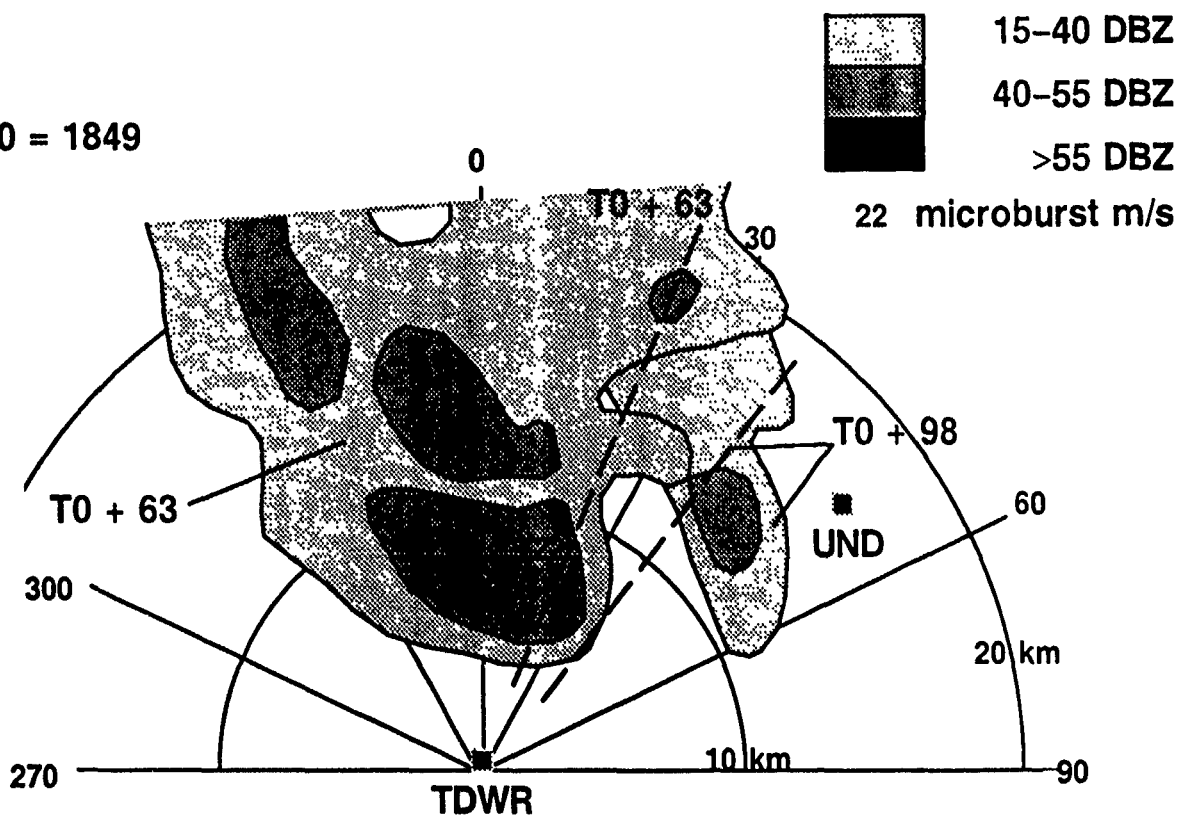 15–40 DBZ
40–55 DBZ
>55 DBZ
22 microburst m/s
0 = 1849
0
T0 + 63
30
T0 + 98
T0 + 63
UND
60
300
20 km
10 km
270
90
TDWR